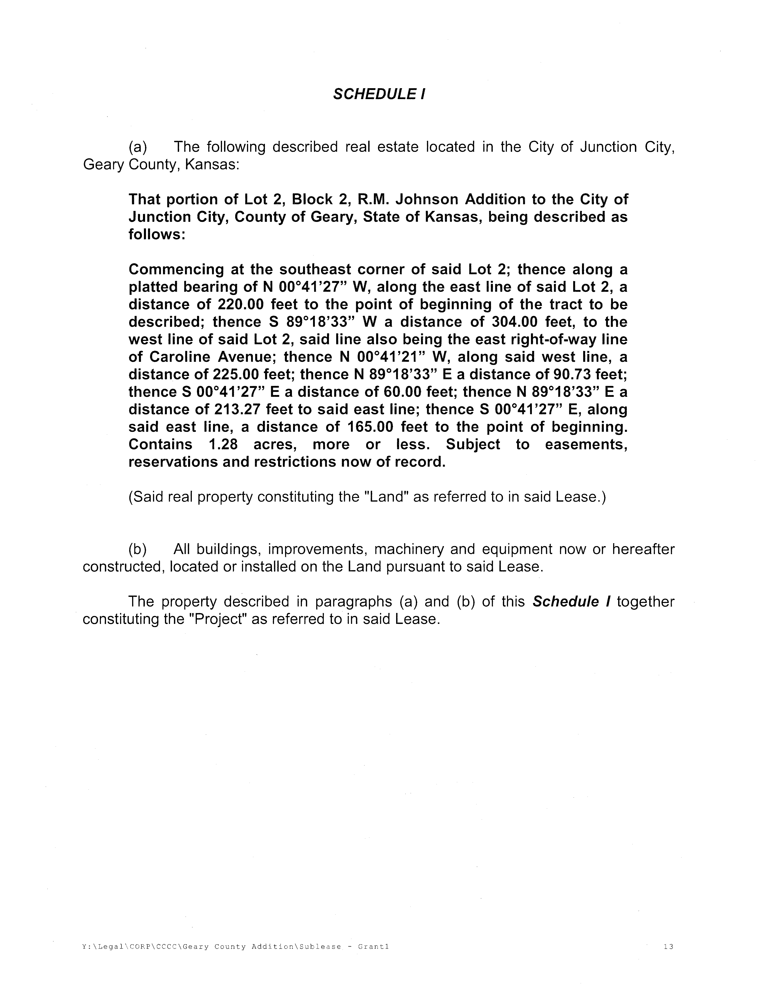 SCHEDULE I
(a) The following described real estate located in the City of Junction City,
Geary County, Kansas:
That portion of Lot 2, Block 2, R.M. Johnson Addition to the City of
Junction City, County of Geary, State of Kansas, being described as
follows:
Commencing at the southeast corner of said Lot 2; thence along a
platted bearing of N 00°41’27” W, along the east line of said Lot 2, a
distance of 220.00 feet to the point of beginning of the tract to be
described; thence S 89°18’33” W a distance of 304.00 feet, to the
west line of said Lot 2, said line also being the east right-of-way line
of Caroline Avenue; thence N 00°41’21” W, along said west line, a
distance of 225.00 feet; thence N 89°18’33” E a distance of 90.73 feet;
thence S 00°41’27” E a distance of 60.00 feet; thence N 89°18’33” E a
distance of 213.27 feet to said east line; thence S 00°41’27” E, along
said east line, a distance of 165.00 feet to the point of beginning.
Contains 1.28 acres, more or less. Subject to easements,
reservations and restrictions now of record.
(Said real property constituting the "Land" as referred to in said Lease.)
(b) All buildings, improvements, machinery and equipment now or hereafter
constructed, located or installed on the Land pursuant to said Lease.
The property described in paragraphs (a) and (b) of this Schedule I together
constituting the "Project" as referred to in said Lease.
Y:\Legal\CORP\CCCC\Geary County Addition\Sublease - Grant1 13